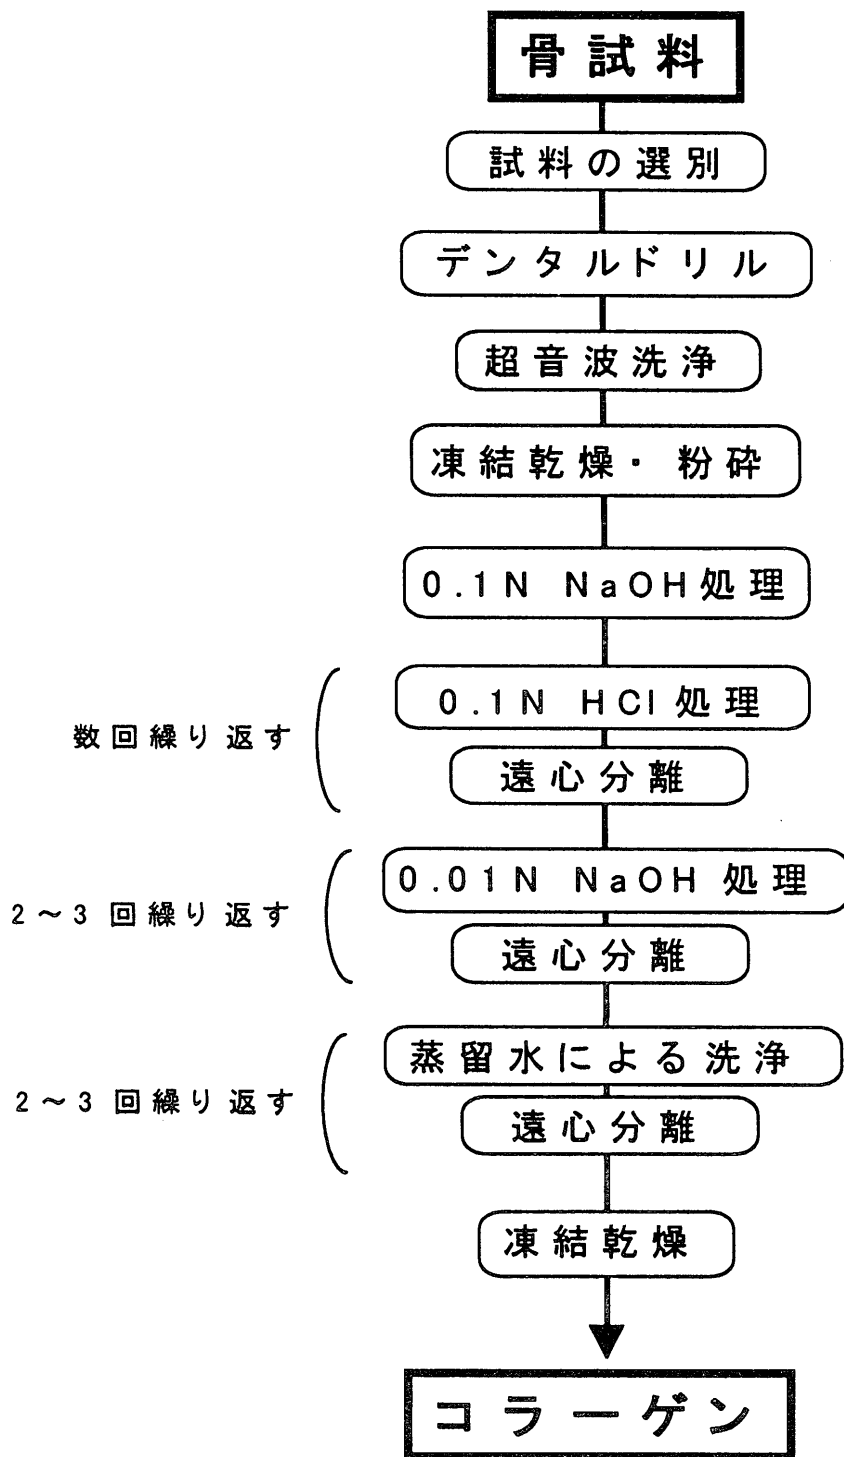 骨試料
試料の選別
デンタルドリル
超音波洗浄
凍結乾燥・粉砕
0.1N NaOH処理
0.1N HCl処理
数回繰り返す
遠心分離
0.01N NaOH処理
2～3回繰り返す
遠心分離
蒸留水による洗浄
2～3回繰り返す
遠心分離
凍結乾燥
コラーゲン